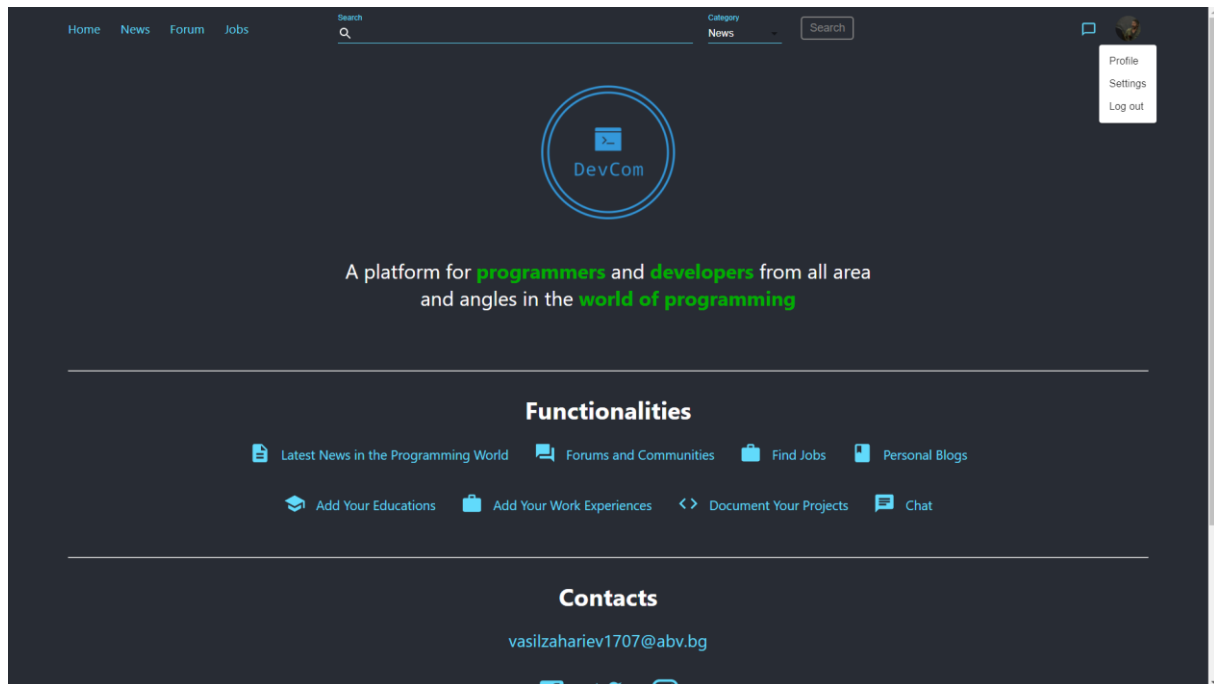 Home News Forum Jobs
Search
Category
News
Search
Profile
Settings
Log out
>_
DevCom
A platform for programmers and developers from all area
and angles in the world of programming
Functionalities
Latest News in the Programming World Forums and Communities Find Jobs Personal Blogs
Add Your Educations Add Your Work Experiences <> Document Your Projects Chat
Contacts
vasilzahariev1707@abv.bg